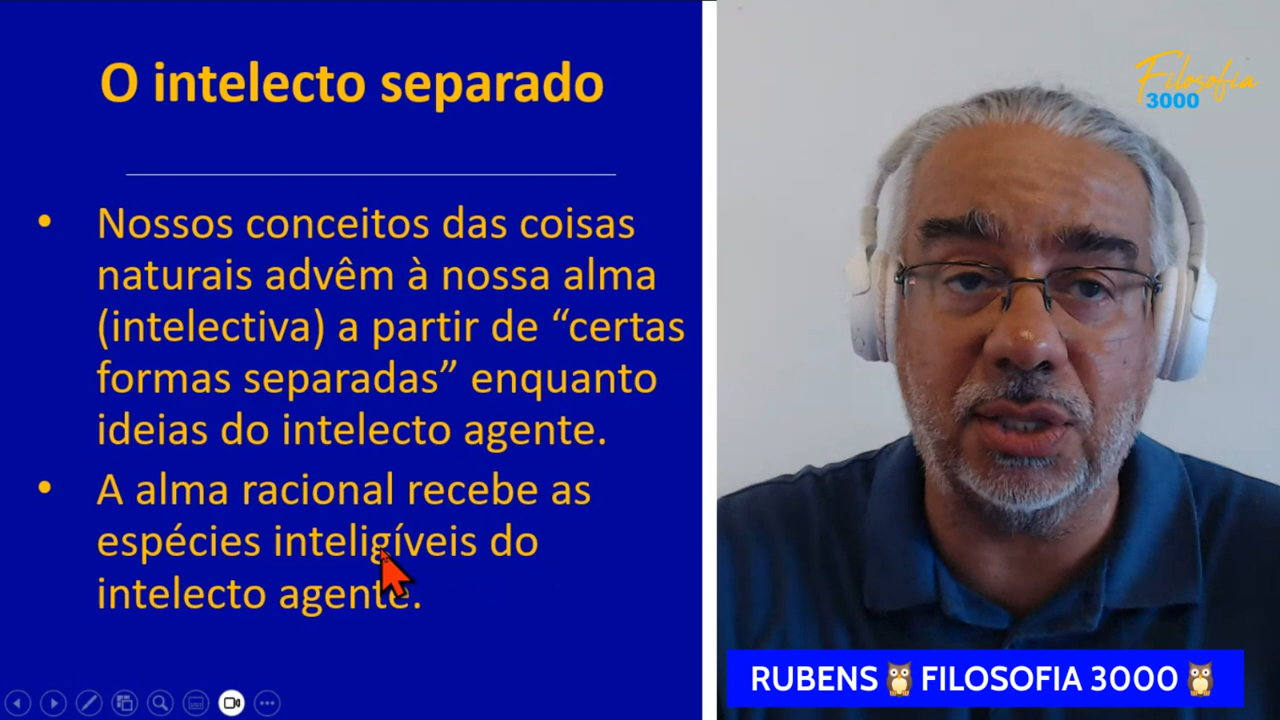 O intelecto separado
• Nossos conceitos das coisas
naturais advêm à nossa alma
(intelectiva) a partir de “certas
formas separadas” enquanto
ideias do intelecto agente.
• A alma racional recebe as
espécies inteligíveis do
intelecto agente.
Filosofia
3000
RUBENS🦉FILOSOFIA 3000🦉